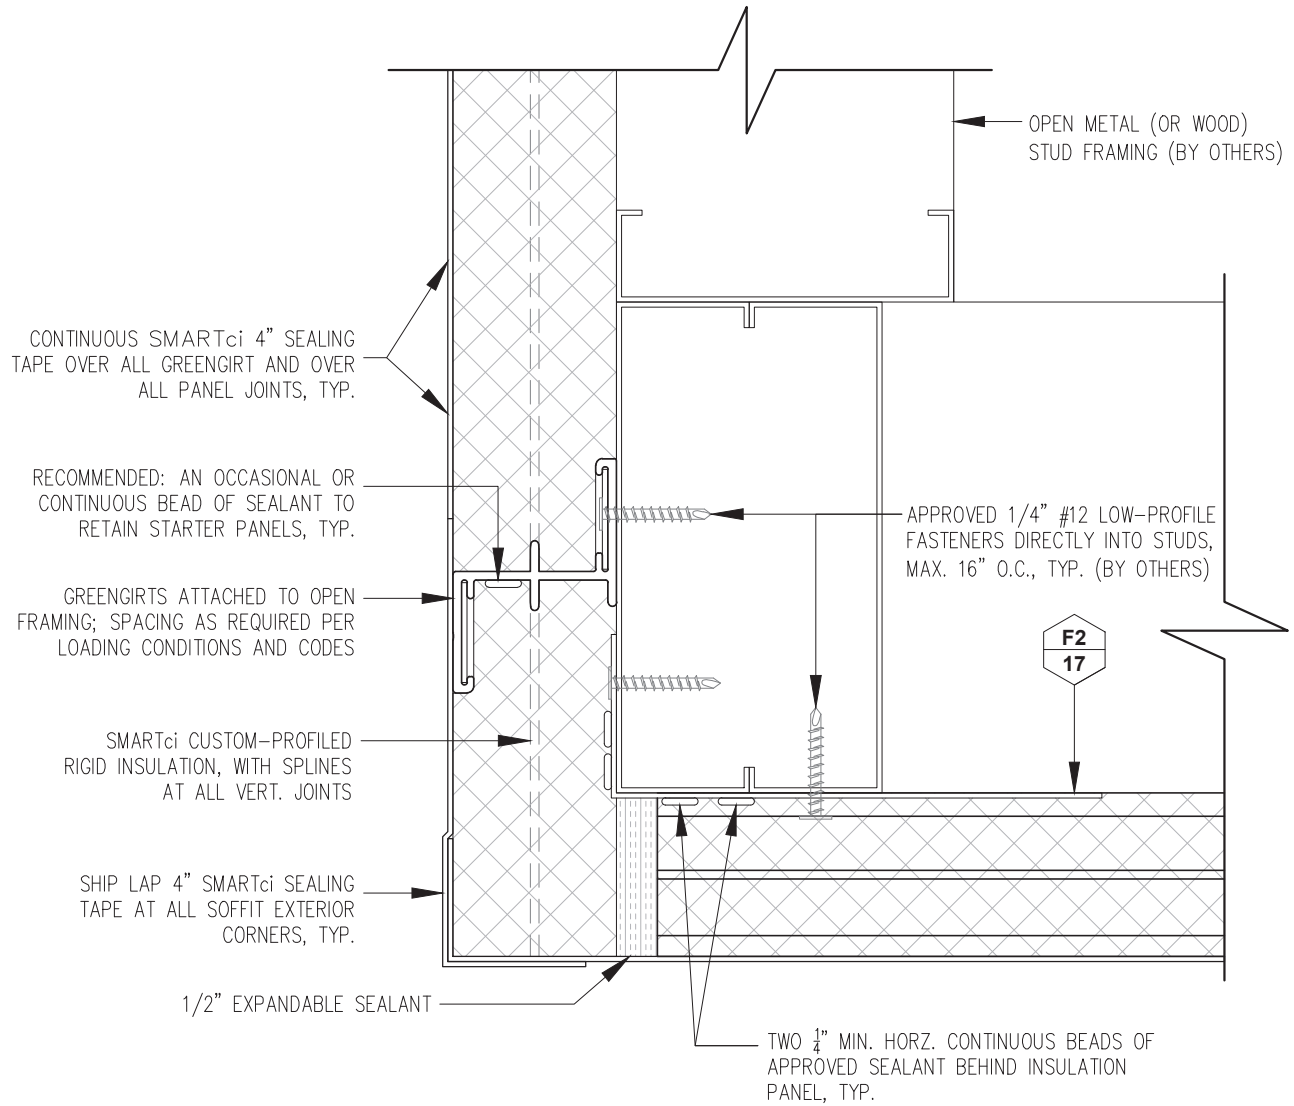 OPEN METAL (OR WOOD)
STUD FRAMING (BY OTHERS)
CONTINUOUS SMARTci 4” SEALING
TAPE OVER ALL GREENGIRT AND OVER
ALL PANEL JOINTS, TYP.
RECOMMENDED: AN OCCASIONAL OR
CONTINUOUS BEAD OF SEALANT TO
RETAIN STARTER PANELS, TYP.
APPROVED 1/4” #12 LOW-PROFILE
FASTENERS DIRECTLY INTO STUDS,
MAX. 16” O.C., TYP. (BY OTHERS)
GREENGIRTS ATTACHED TO OPEN
FRAMING; SPACING AS REQUIRED PER
LOADING CONDITIONS AND CODES
F2
17
SMARTci CUSTOM-PROFILED
RIGID INSULATION, WITH SPLINES
AT ALL VERT. JOINTS
SHIP LAP 4” SMARTci SEALING
TAPE AT ALL SOFFIT EXTERIOR
CORNERS, TYP.
1/2” EXPANDABLE SEALANT
TWO 1/4” MIN. HORZ. CONTINUOUS BEADS OF
APPROVED SEALANT BEHIND INSULATION
PANEL, TYP.